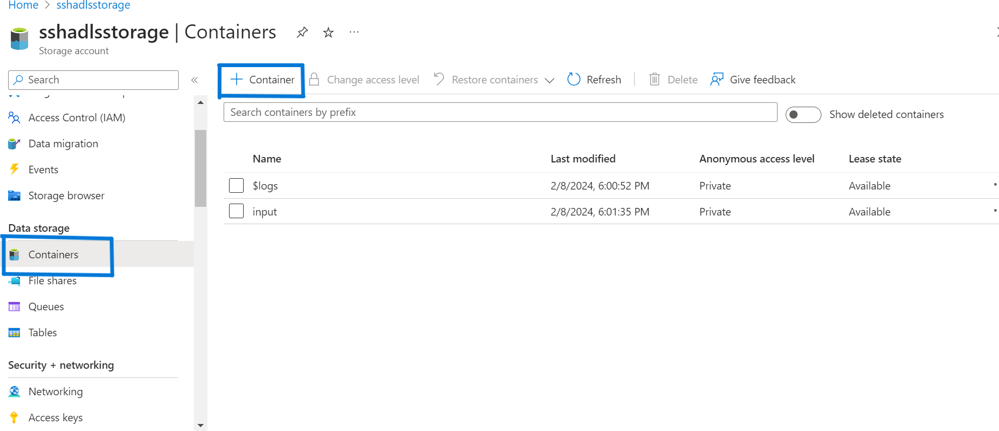 Home > sshadlsstorage
sshadlsstorage | Containers
Storage account
Search
Access Control (IAM)
Data migration
Events
Storage browser
Data storage
Containers
File shares
Queues
Tables
Security + networking
Networking
Access keys
Container
Change access level
Restore containers
Refresh
Delete
Give feedback
Search containers by prefix
Show deleted containers
Name Last modified Anonymous access level Lease state
$logs 2/8/2024, 6:00:52 PM Private Available
input 2/8/2024, 6:01:35 PM Private Available